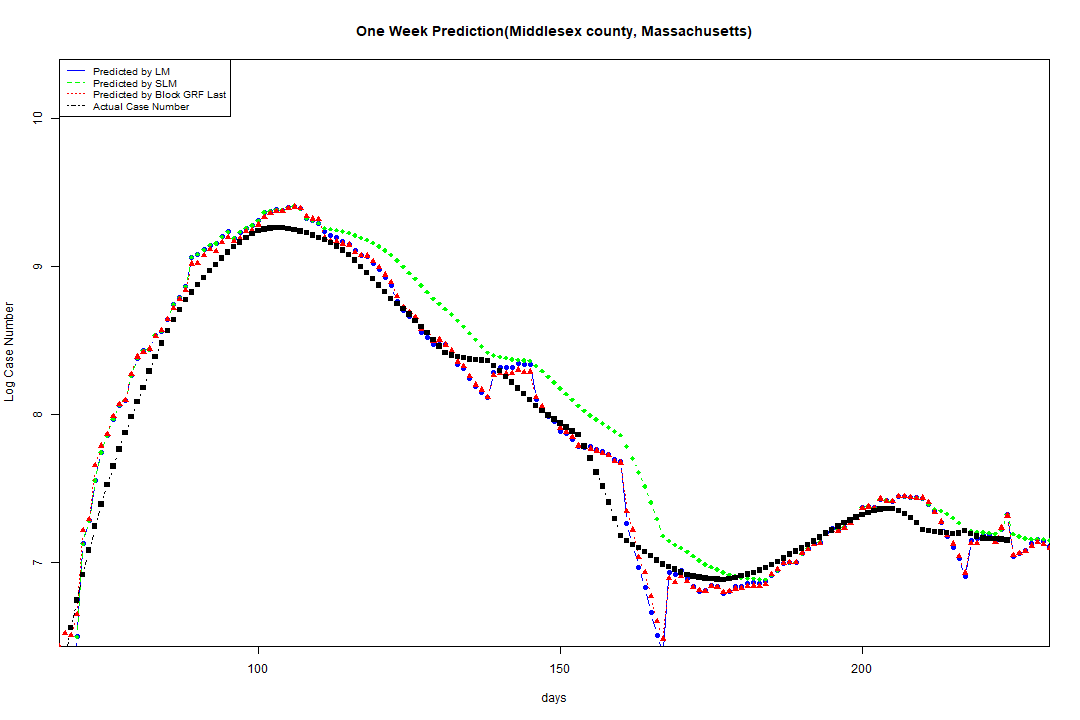 One Week Prediction(Middlesex county, Massachusetts)
Predicted by LM
Predicted by SLM
Predicted by Block GRF Last
Actual Case Number
10
9
8
7
Log Case Number
100
150
200
days